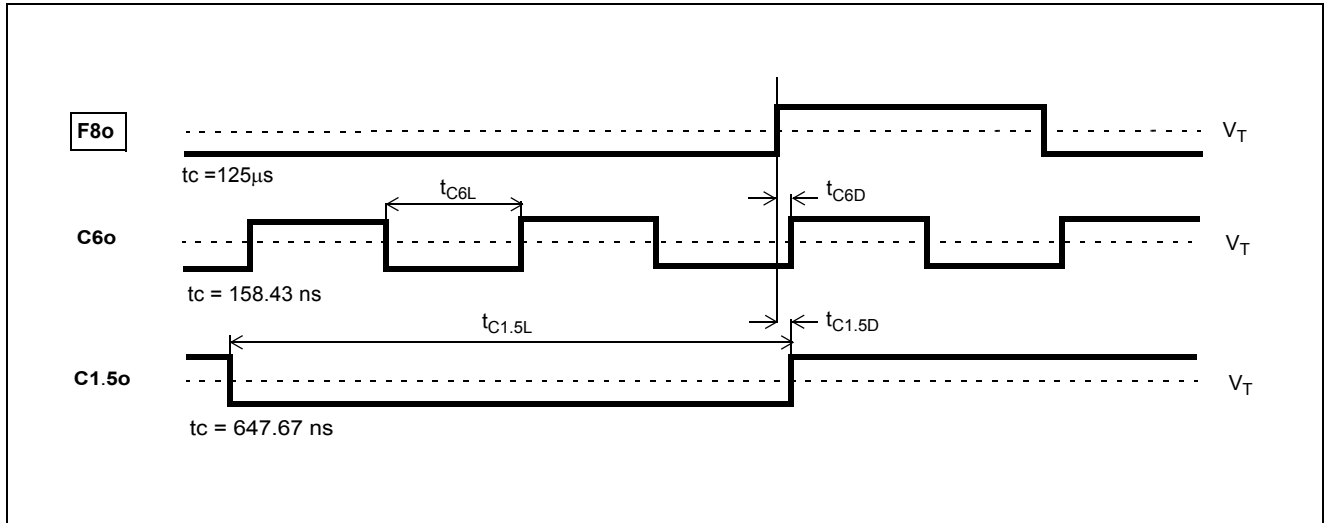 F8o
V_T
tc =125μs
t_C6L
t_C6D
C6o
V_T
tc = 158.43 ns
t_C1.5L
t_C1.5D
C1.5o
V_T
tc = 647.67 ns